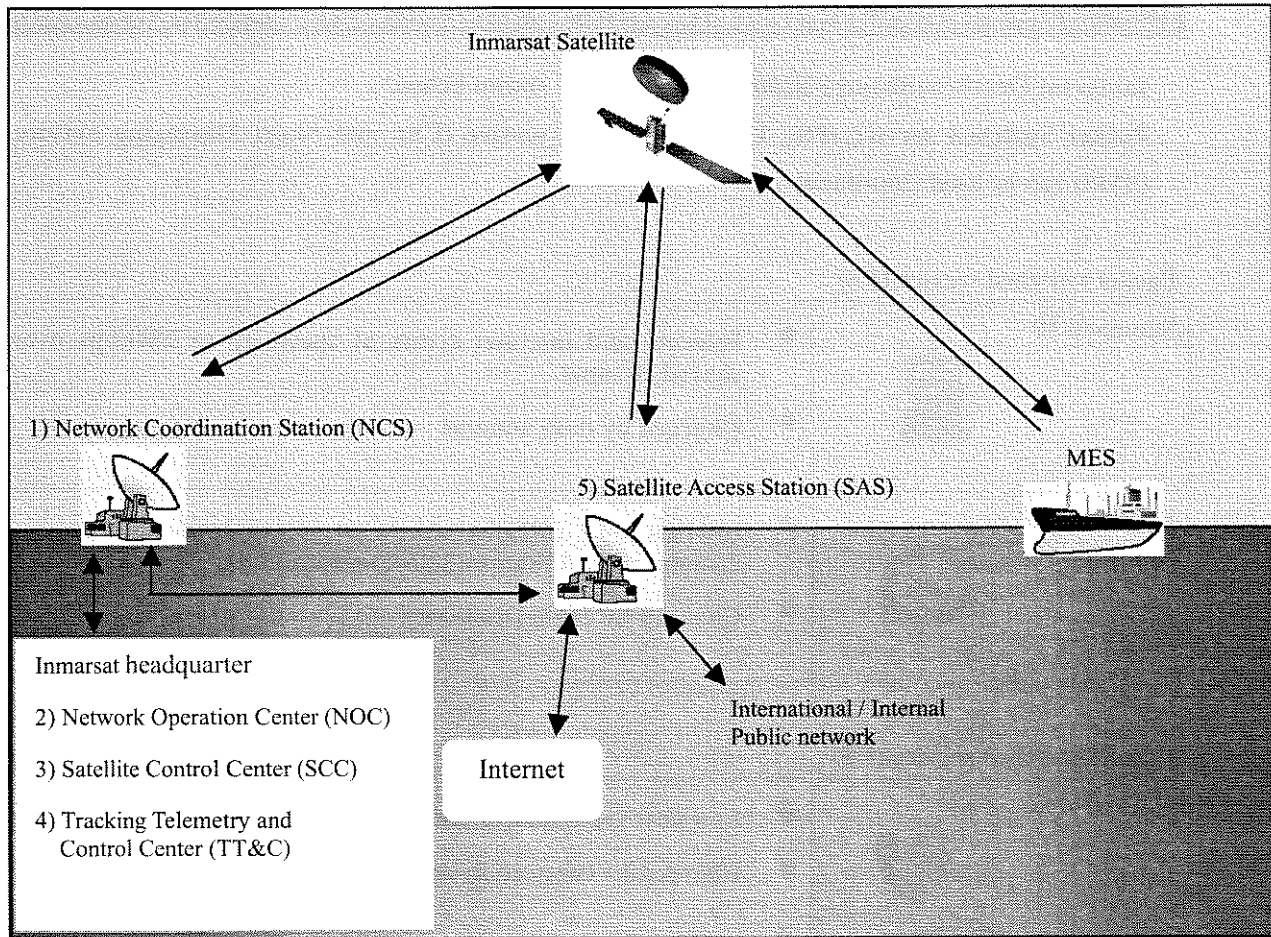 Inmarsat Satellite
1) Network Coordination Station (NCS)
MES
5) Satellite Access Station (SAS)
Inmarsat headquarter
2) Network Operation Center (NOC)
3) Satellite Control Center (SCC)
4) Tracking Telemetry and
Control Center (TT&C)
Internet
International / Internal
Public network